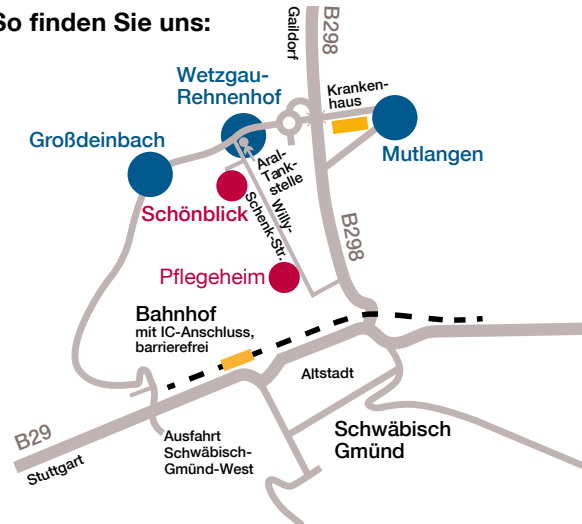 So finden Sie uns:
Gaildorf
B298
Wetzgau-
Rehnenhof
Kranken-
haus
Großdeinbach
Mutlangen
Aral-
Tank-
stelle
Schönblick
Willy-
Schenk-Str.
B298
Pflegeheim
Bahnhof
mit IC-Anschluss,
barrierefrei
Altstadt
B29
Stuttgart
Ausfahrt
Schwäbisch-
Gmünd-West
Schwäbisch
Gmünd